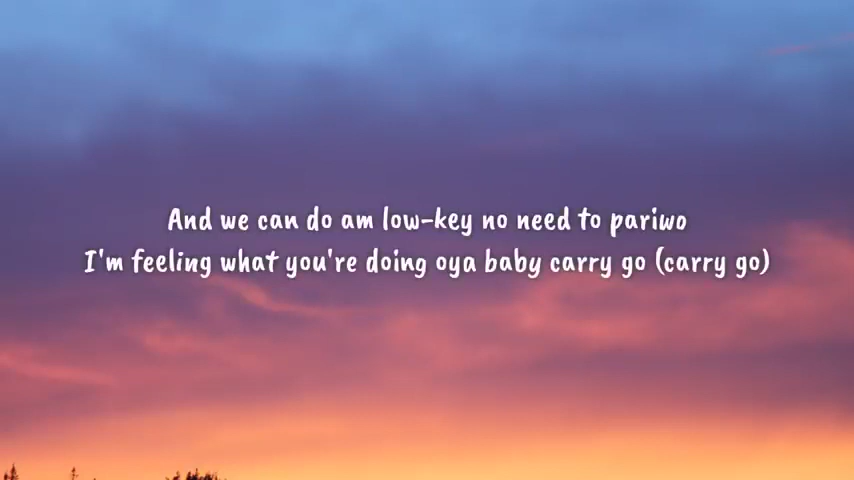 And we can do am low-key no need to pariwo
I'm feeling what you're doing oya baby carry go (carry go)